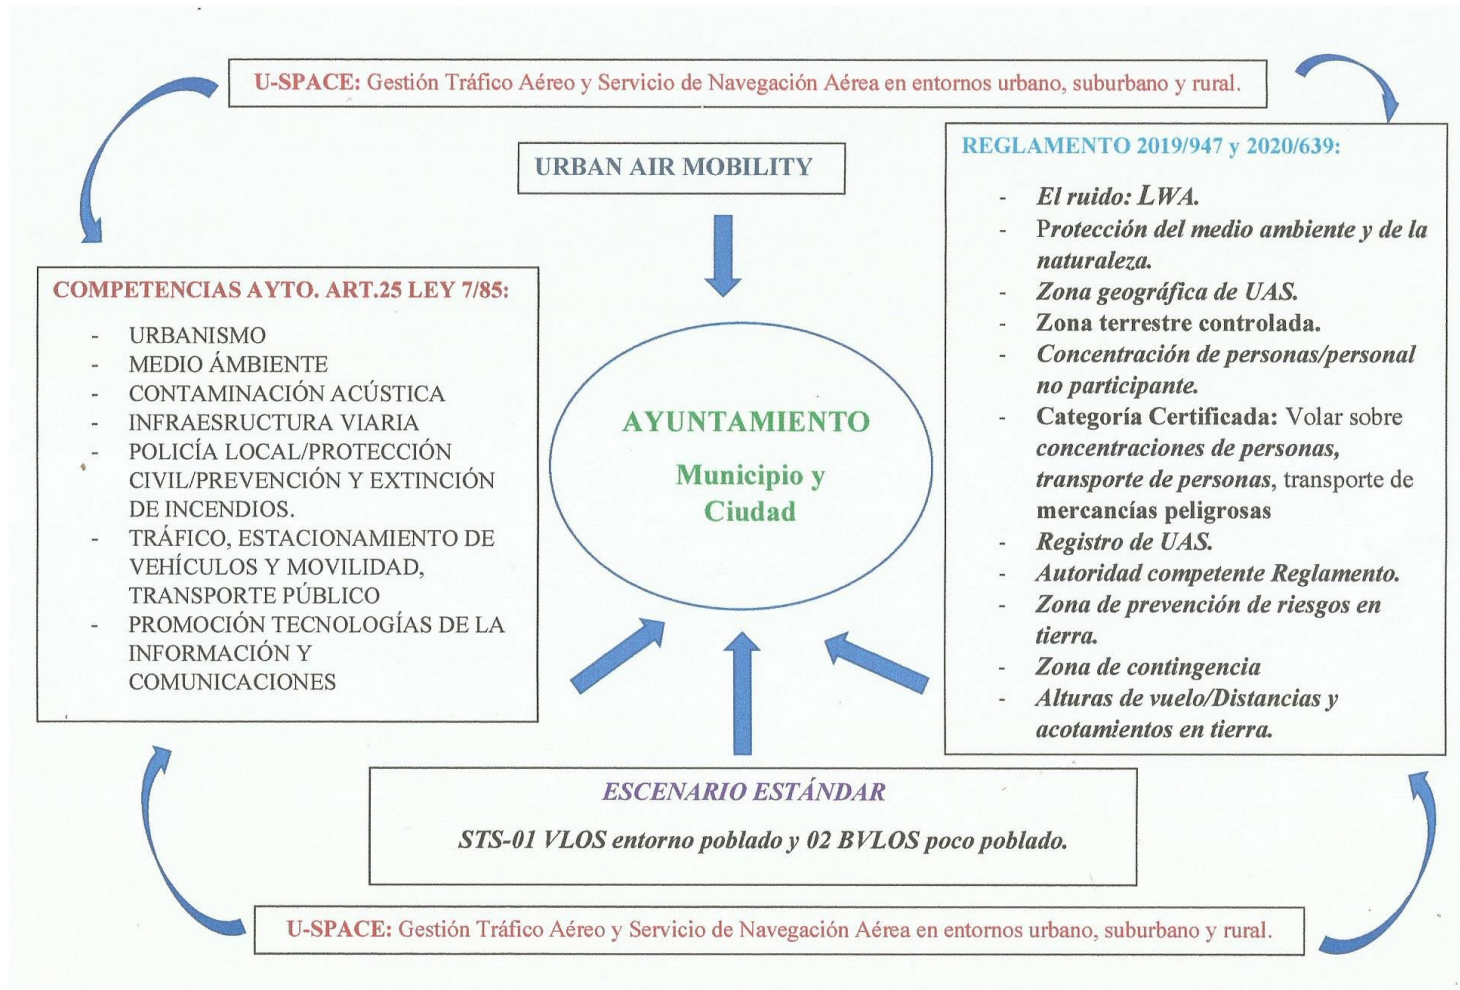 U-SPACE: Gestión Tráfico Aéreo y Servicio de Navegación Aérea en entornos urbano, suburbano y rural.
URBAN AIR MOBILITY
COMPETENCIAS AYTO. ART.25 LEY 7/85:
- URBANISMO
- MEDIO ÁMBIENTE
- CONTAMINACIÓN ACÚSTICA
- INFRAESRUCTURA VIARIA
- POLICÍA LOCAL/PROTECCIÓN
CIVIL/PREVENCIÓN Y EXTINCIÓN
DE INCENDIOS.
- TRÁFICO, ESTACIONAMIENTO DE
VEHÍCULOS Y MOVILIDAD,
TRANSPORTE PÚBLICO
- PROMOCIÓN TECNOLOGÍAS DE LA
INFORMACIÓN Y
COMUNICACIONES
AYUNTAMIENTO
Municipio y
Ciudad
REGLAMENTO 2019/947 y 2020/639:
- El ruido: LWA.
- Protección del medio ambiente y de la
naturaleza.
- Zona geográfica de UAS.
- Zona terrestre controlada.
- Concentración de personas/personal
no participante.
- Categoría Certificada: Volar sobre
concentraciones de personas,
transporte de personas, transporte de
mercancías peligrosas
- Registro de UAS.
- Autoridad competente Reglamento.
- Zona de prevención de riesgos en
tierra.
- Zona de contingencia
- Alturas de vuelo/Distancias y
acotamientos en tierra.
ESCENARIO ESTÁNDAR
STS-01 VLOS entorno poblado y 02 BVLOS poco poblado.
U-SPACE: Gestión Tráfico Aéreo y Servicio de Navegación Aérea en entornos urbano, suburbano y rural.